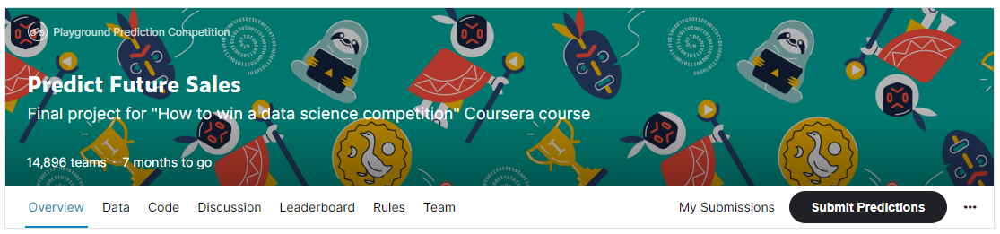 Playground Prediction Competition
Predict Future Sales
Final project for "How to win a data science competition" Coursera course
14,896 teams · 7 months to go
Overview Data Code Discussion Leaderboard Rules Team My Submissions Submit Predictions ...